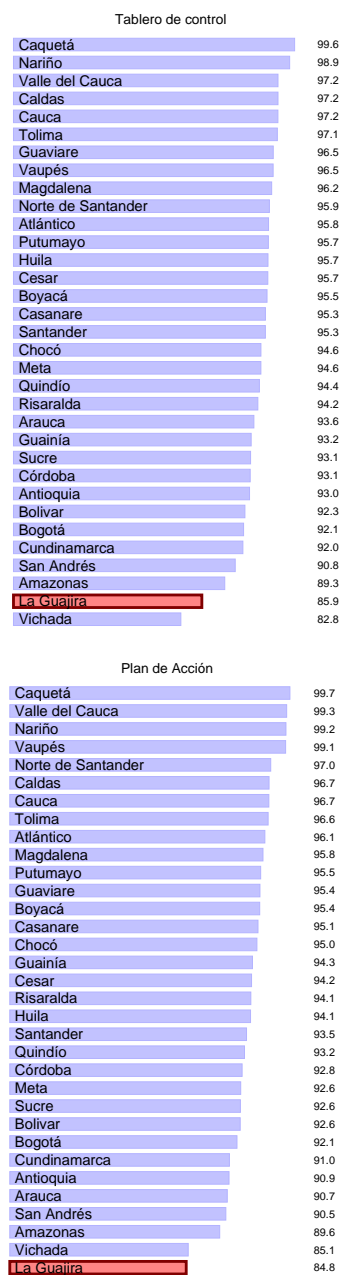 Tablero de control
Caquetá 99.6
Nariño 98.9
Valle del Cauca 97.2
Caldas 97.2
Cauca 97.2
Tolima 97.1
Guaviare 96.5
Vaupés 96.5
Magdalena 96.2
Norte de Santander 95.9
Atlántico 95.8
Putumayo 95.7
Huila 95.7
Cesar 95.7
Boyacá 95.5
Casanare 95.3
Santander 95.3
Chocó 94.6
Meta 94.6
Quindío 94.4
Risaralda 94.2
Arauca 93.6
Guainía 93.2
Sucre 93.1
Córdoba 93.1
Antioquia 93.0
Bolivar 92.3
Bogotá 92.1
Cundinamarca 92.0
San Andrés 90.8
Amazonas 89.3
La Guajira 85.9
Vichada 82.8
Plan de Acción
Caquetá 99.7
Valle del Cauca 99.3
Nariño 99.2
Vaupés 99.1
Norte de Santander 97.0
Caldas 96.7
Cauca 96.7
Tolima 96.6
Atlántico 96.1
Magdalena 95.8
Putumayo 95.5
Guaviare 95.4
Boyacá 95.4
Casanare 95.1
Chocó 95.0
Guainía 94.3
Cesar 94.2
Risaralda 94.1
Huila 94.1
Santander 93.5
Quindío 93.2
Córdoba 92.8
Meta 92.6
Sucre 92.6
Bolivar 92.6
Bogotá 92.1
Cundinamarca 91.0
Antioquia 90.9
Arauca 90.7
San Andrés 90.5
Amazonas 89.6
Vichada 85.1
La Guajira 84.8